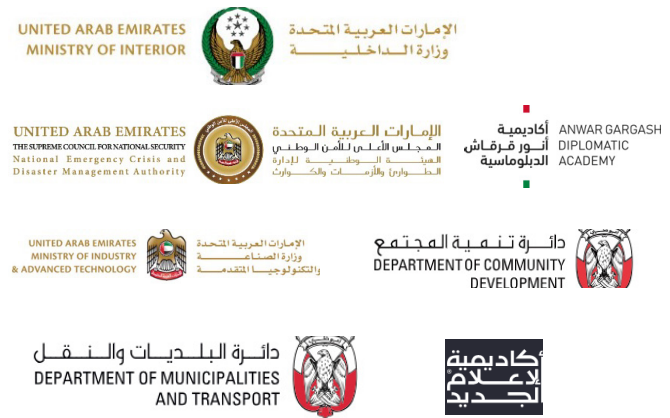 UNITED ARAB EMIRATES
MINISTRY OF INTERIOR
الإمارات العربية المتحدة
وزارة الداخلية
UNITED ARAB EMIRATES
THE SUPREME COUNCIL FOR NATIONAL SECURITY
National Emergency Crisis and
Disaster Management Authority
الإمارات العربية المتحدة
المجلس الأعلى للأمن الوطني
الهيئة الوطنية لإدارة
الطوارئ والأزمات والكوارث
أكاديمية
أنور قرقاش
الدبلوماسية
ANWAR GARGASH
DIPLOMATIC
ACADEMY
UNITED ARAB EMIRATES
MINISTRY OF INDUSTRY
& ADVANCED TECHNOLOGY
الإمارات العربية المتحدة
وزارة الصناعة
والتكنولوجيا المتقدمة
دائرة تنمية المجتمع
DEPARTMENT OF COMMUNITY
DEVELOPMENT
دائرة البلديات والنقل
DEPARTMENT OF MUNICIPALITIES
AND TRANSPORT
أكاديمية
الإعلام
الجديد